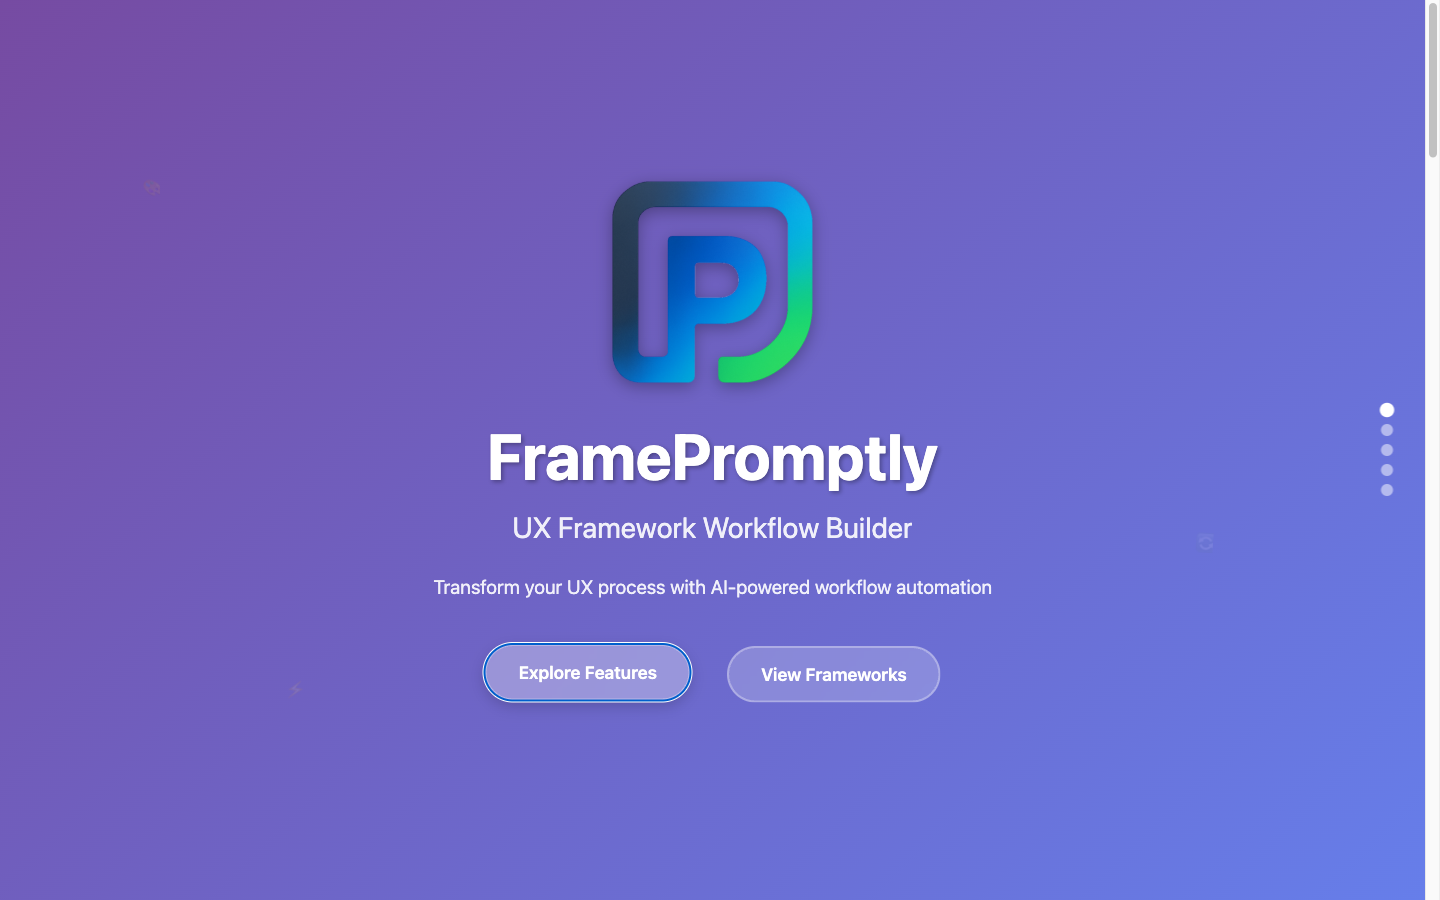 P
FramePromptly
UX Framework Workflow Builder
Transform your UX process with AI-powered workflow automation
Explore Features
View Frameworks